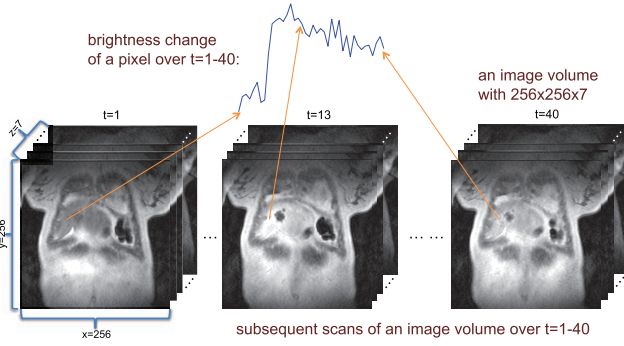 brightness change
of a pixel over t=1-40:
an image volume
with 256x256x7
z=7
t=1
t=13
t=40
y=256
... ...
...
x=256
subsequent scans of an image volume over t=1-40